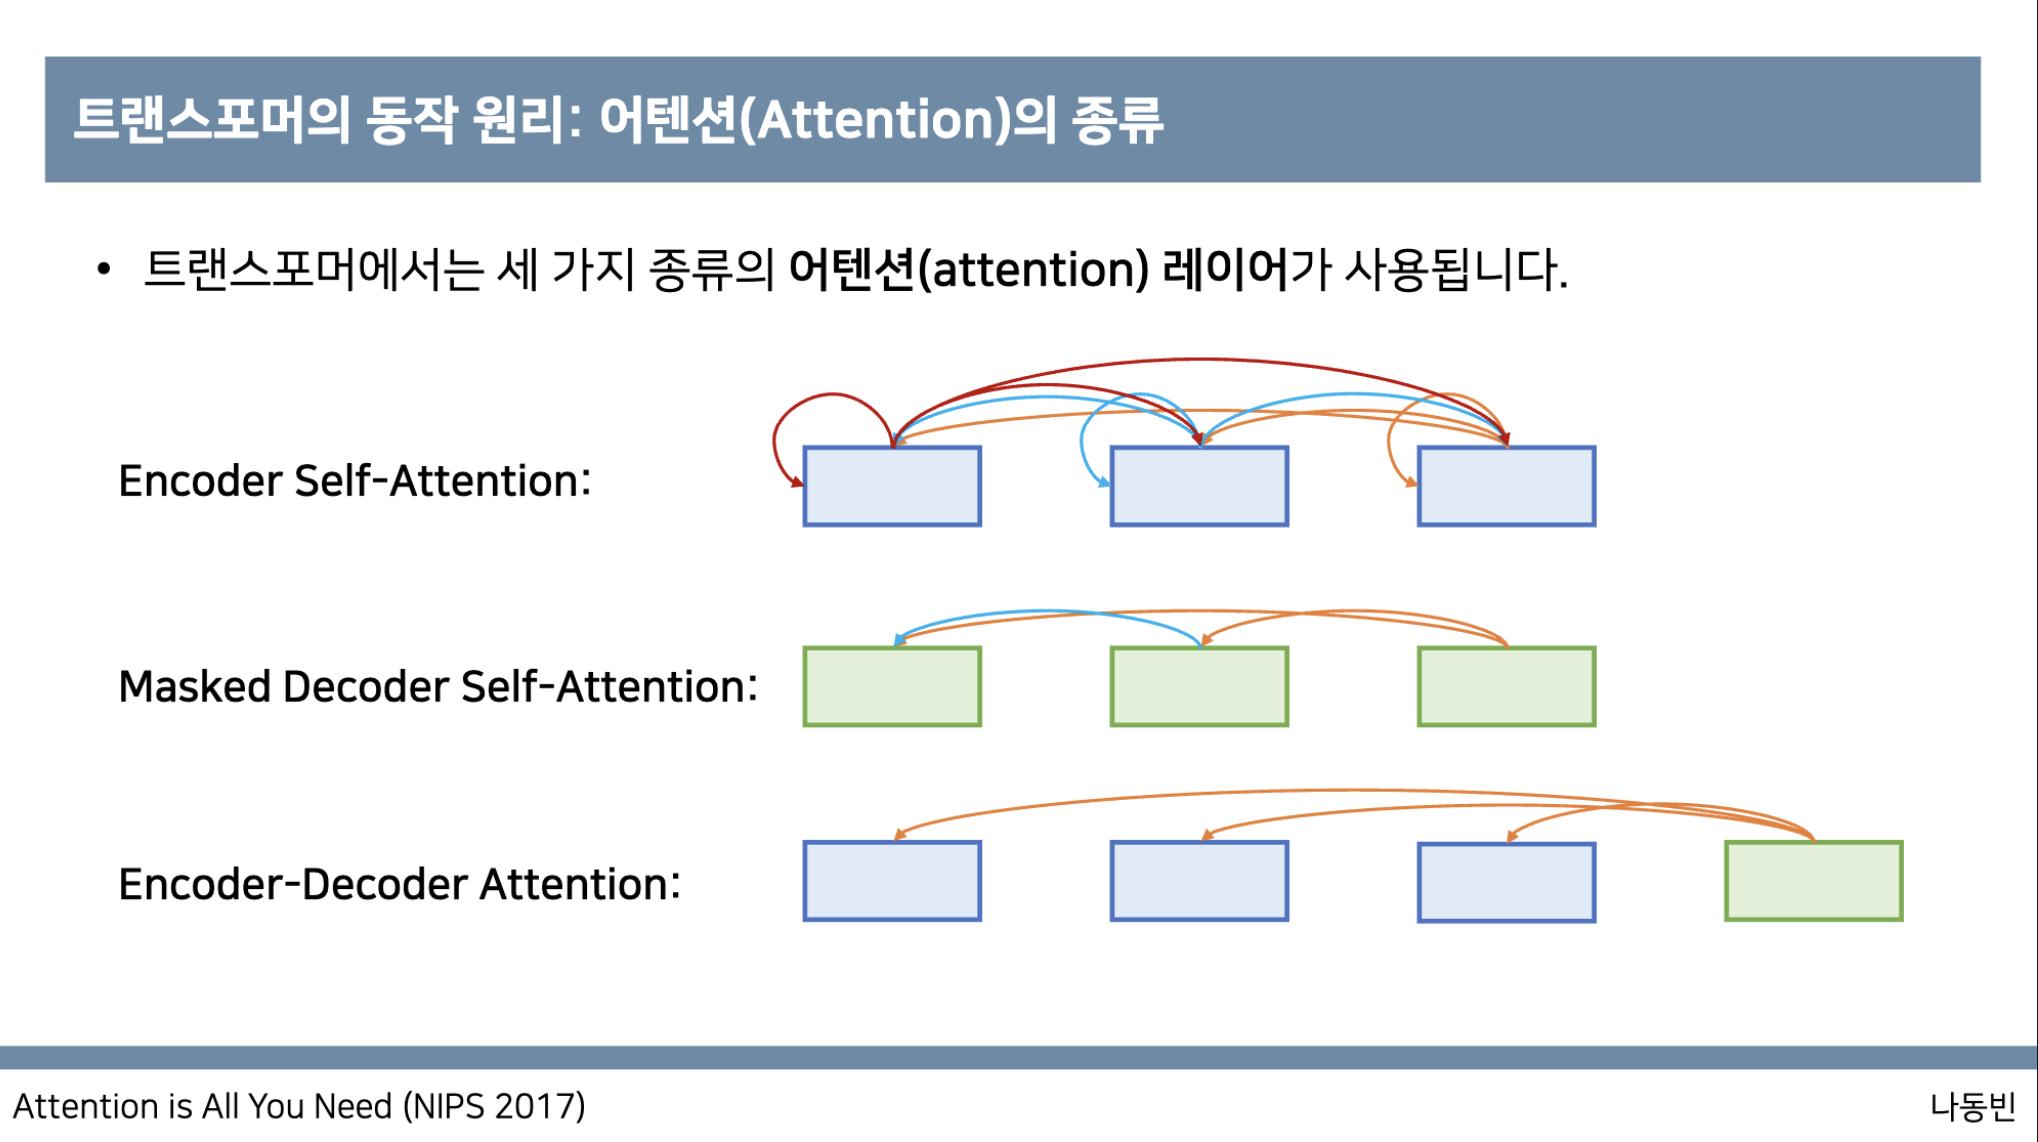 트랜스포머의 동작 원리: 어텐션(Attention)의 종류
• 트랜스포머에서는 세 가지 종류의 어텐션(attention) 레이어가 사용됩니다.
Encoder Self-Attention:
Masked Decoder Self-Attention:
Encoder-Decoder Attention:
Attention is All You Need (NIPS 2017)
나동빈